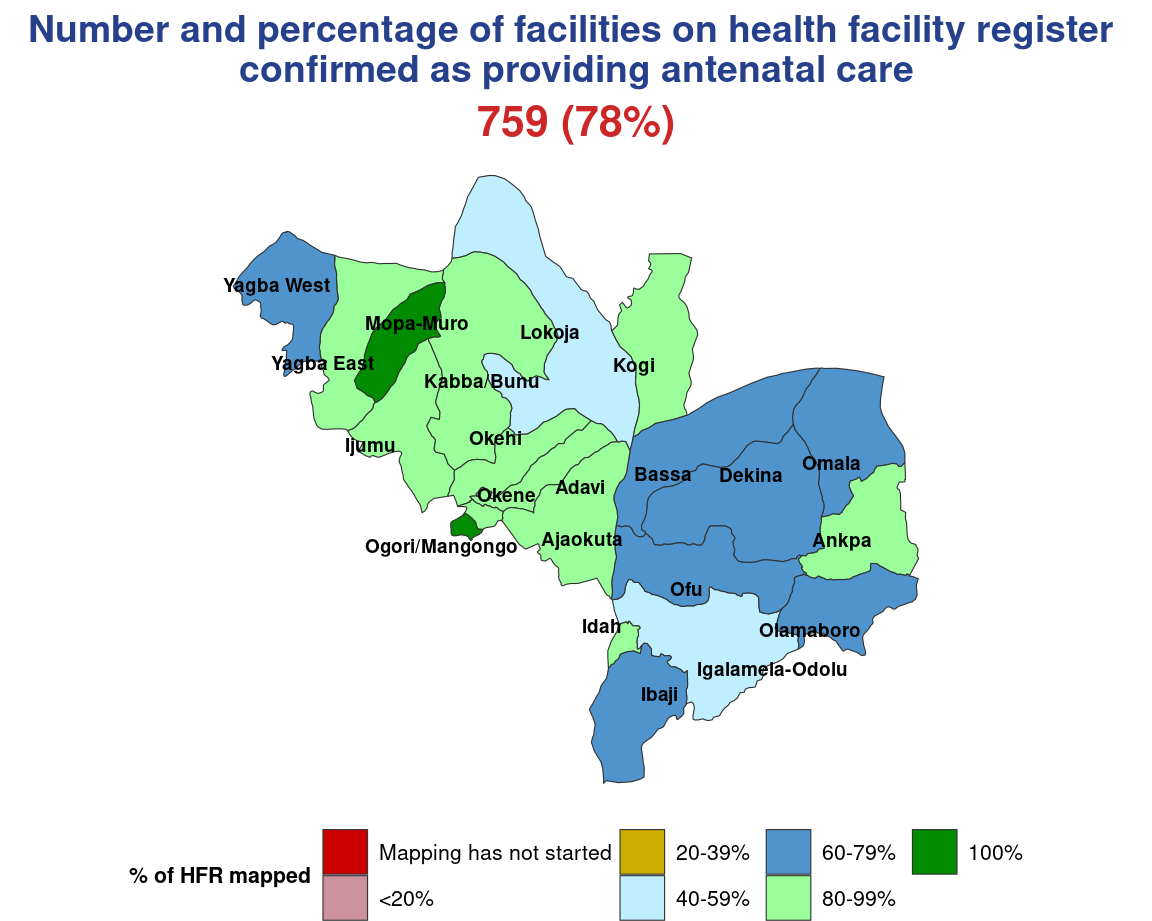 Number and percentage of facilities on health facility register
confirmed as providing antenatal care
759 (78%)
Yagba West
Mopa-Muro
Lokoja
Yagba East
Kogi
Kabba/Bunu
Okehi
Ijumu
Omala
Bassa
Dekina
Adavi
Okene
Ajaokuta
Ankpa
Ogori/Mangongo
Ofu
Idah
Olamaboro
Igalamela-Odolu
Ibaji
% of HFR mapped
Mapping has not started
<20%
20-39%
40-59%
60-79%
80-99%
100%